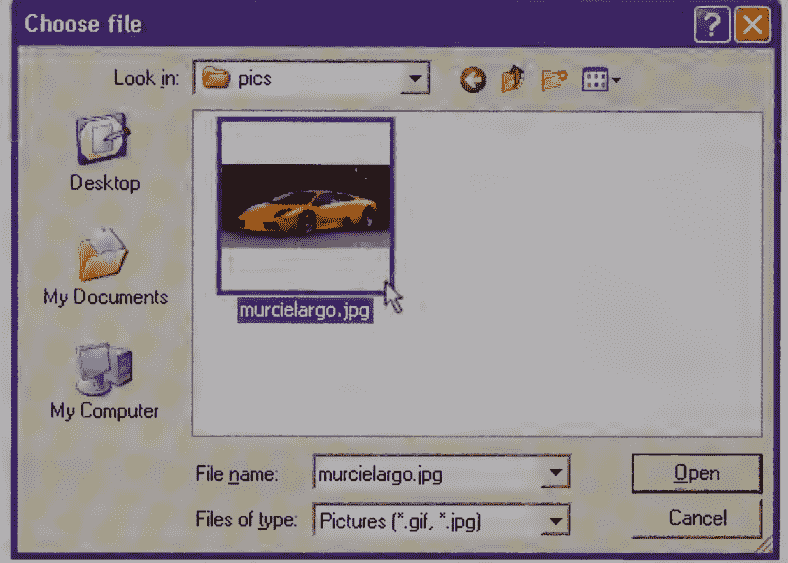 Choose file
Look in: pics
Desktop
My Documents
My Computer
murcielargo.jpg
File name: murcielargo.jpg
Open
Files of type: Pictures (*.gif, *.jpg)
Cancel